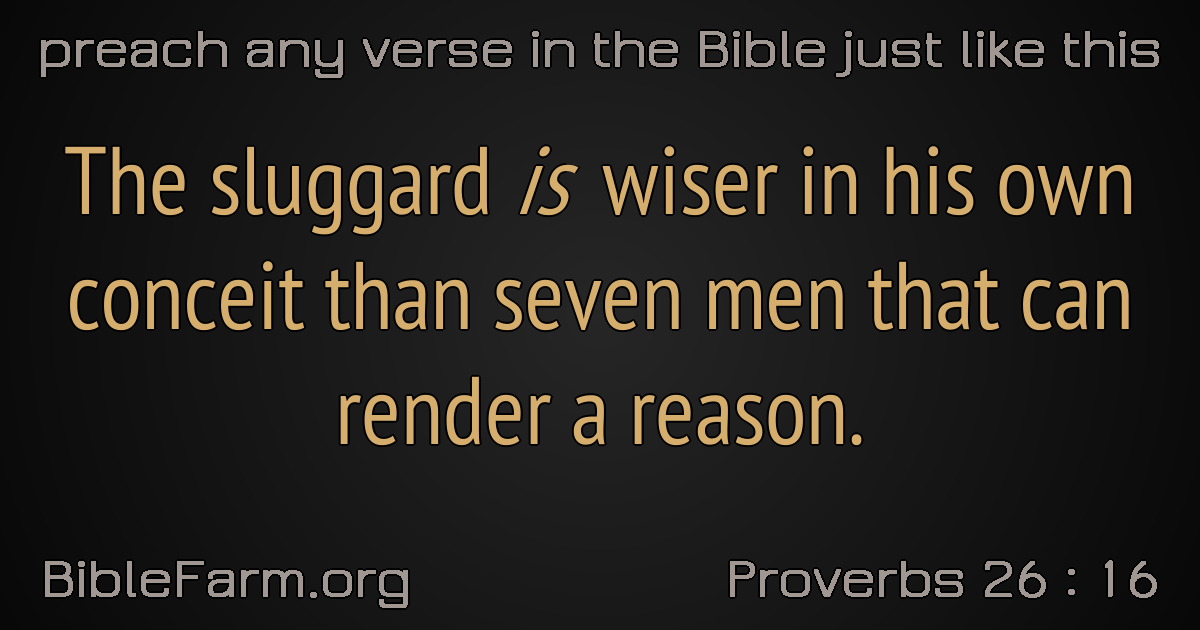 preach any verse in the Bible just like this
The sluggard is wiser in his own
conceit than seven men that can
render a reason.
BibleFarm.org
Proverbs 26 : 16